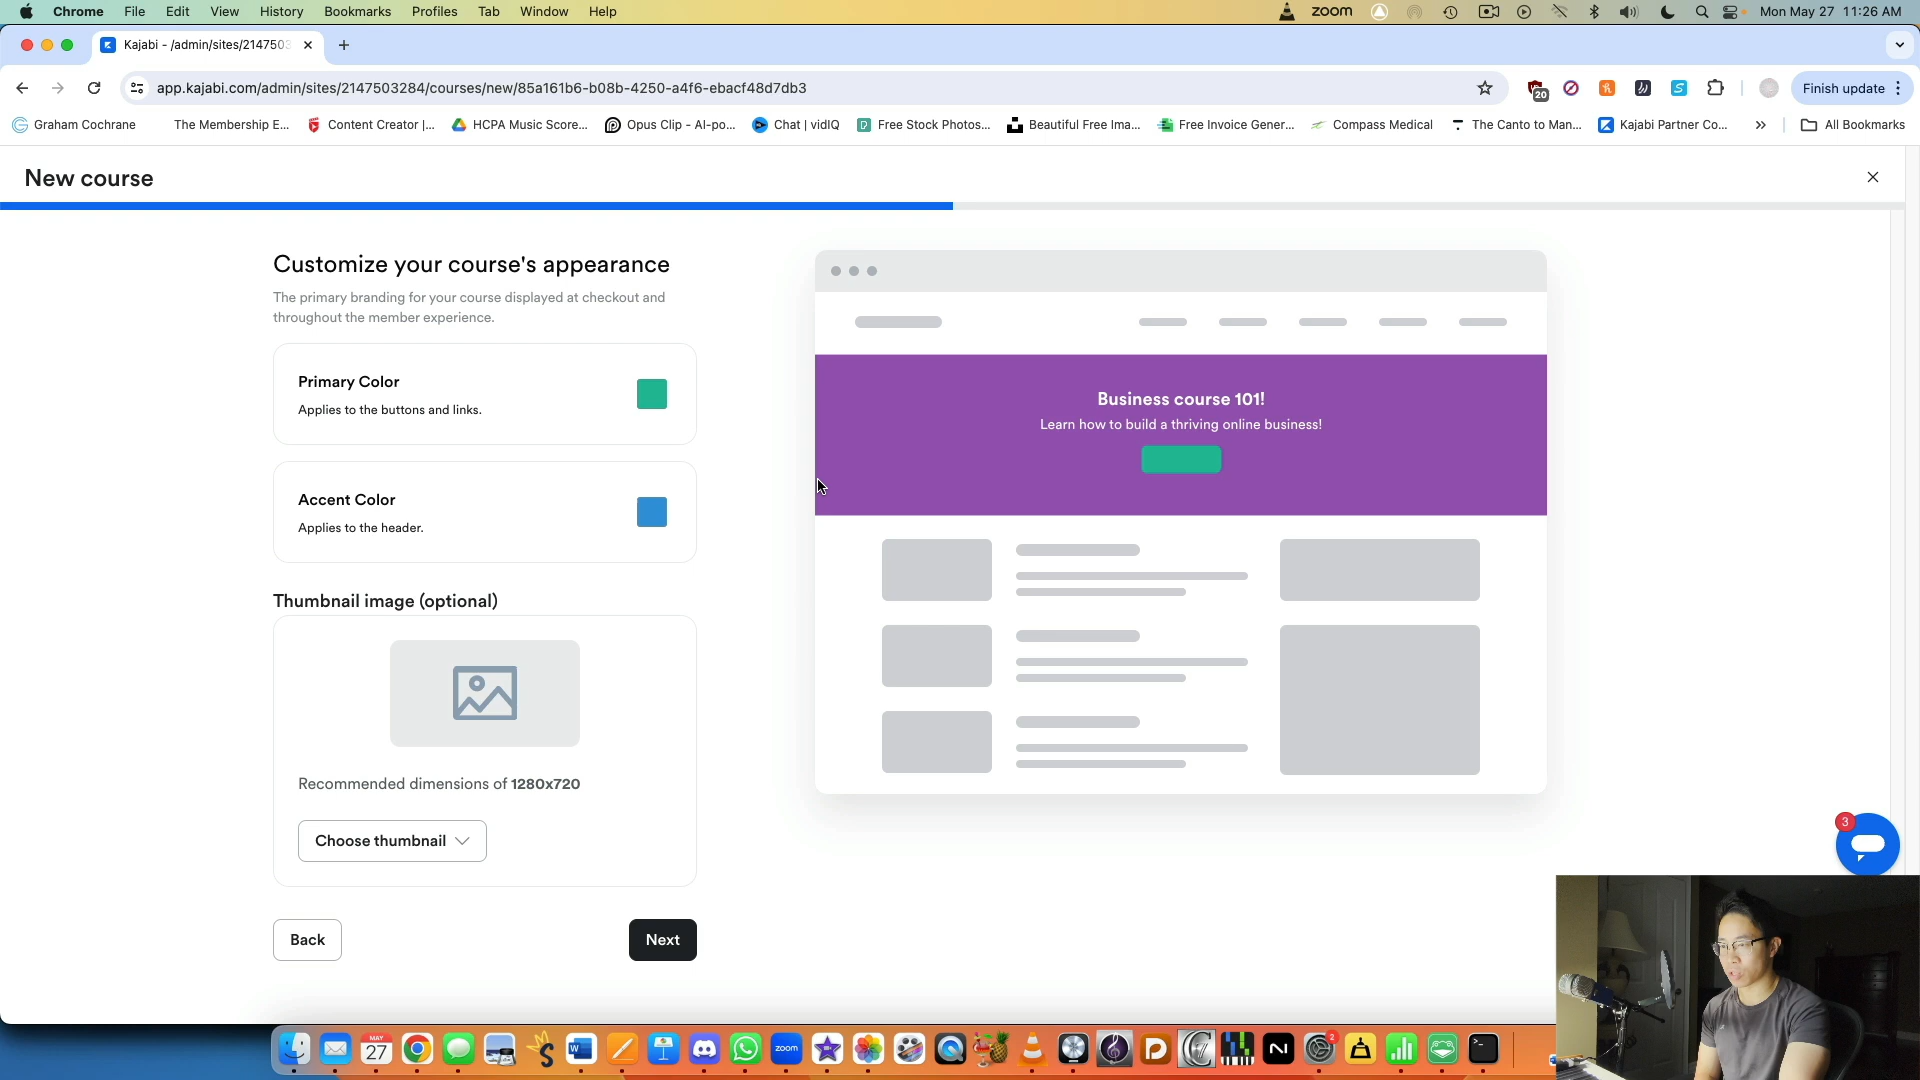 Chrome File Edit View History Bookmarks Profiles Tab Window Help zoom Mon May 27 11:26 AM
Kajabi - /admin/sites/2147503
app.kajabi.com/admin/sites/2147503284/courses/new/85a161b6-b08b-4250-a4f6-ebacf48d7db3
20
Finish update
Graham Cochrane The Membership E... Content Creator |... HCPA Music Score... Opus Clip - AI-po... Chat | vidIQ Free Stock Photos... Beautiful Free Ima... Free Invoice Gener... Compass Medical The Canto to Man... Kajabi Partner Co... » All Bookmarks
New course
Customize your course's appearance
The primary branding for your course displayed at checkout and
throughout the member experience.
Primary Color
Applies to the buttons and links.
Accent Color
Applies to the header.
Thumbnail image (optional)
Recommended dimensions of 1280x720
Choose thumbnail
Back
Next
Business course 101!
Learn how to build a thriving online business!
3
MAY
27
W
zoom
2